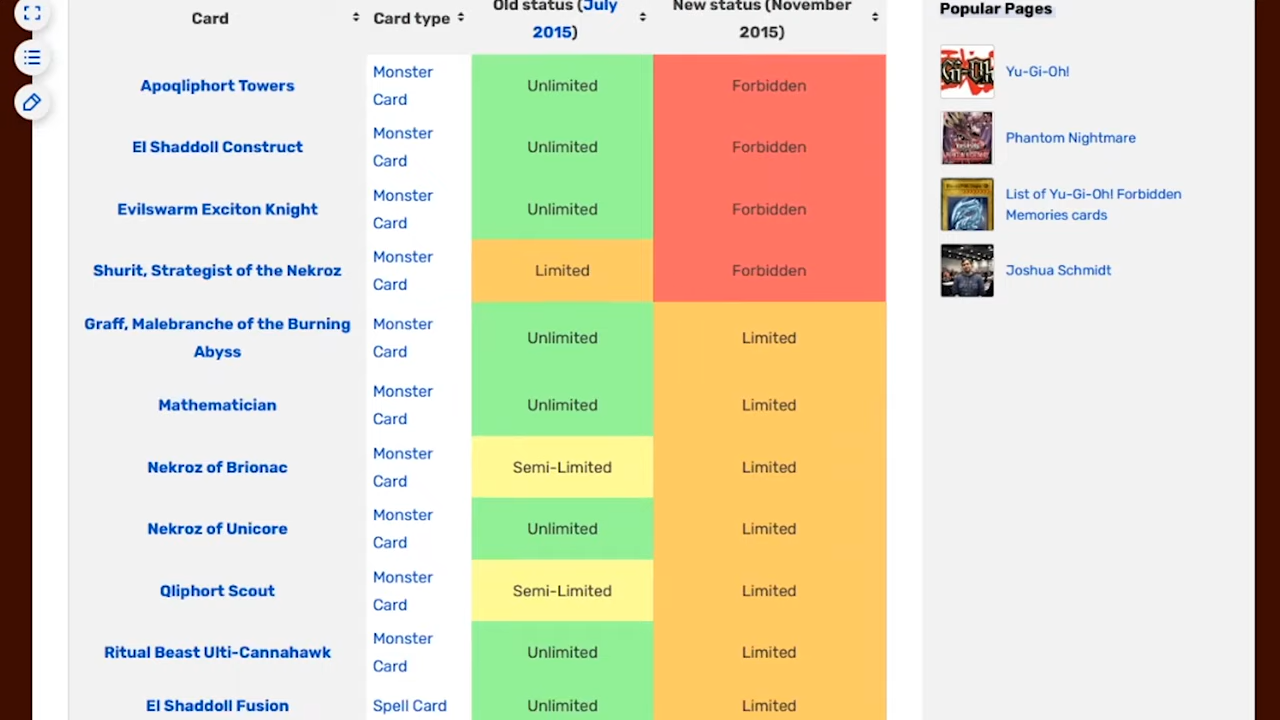 Card
Card type
Old status (July
2015)
New status (November
2015)
Apoqliphort Towers
Monster
Card
Unlimited
Forbidden
El Shaddoll Construct
Monster
Card
Unlimited
Forbidden
Evilswarm Exciton Knight
Monster
Card
Unlimited
Forbidden
Shurit, Strategist of the Nekroz
Monster
Card
Limited
Forbidden
Graff, Malebranche of the Burning
Abyss
Monster
Card
Unlimited
Limited
Mathematician
Monster
Card
Unlimited
Limited
Nekroz of Brionac
Monster
Card
Semi-Limited
Limited
Nekroz of Unicore
Monster
Card
Unlimited
Limited
Qliphort Scout
Monster
Card
Semi-Limited
Limited
Ritual Beast Ulti-Cannahawk
Monster
Card
Unlimited
Limited
El Shaddoll Fusion
Spell Card
Unlimited
Limited
Popular Pages
Yu-Gi-Oh!
Phantom Nightmare
List of Yu-Gi-Oh! Forbidden
Memories cards
Joshua Schmidt